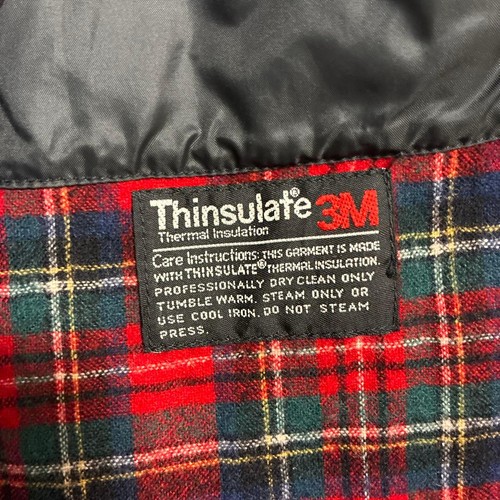 Thinsulate® 3M
Thermal Insulation
Care Instructions: THIS GARMENT IS MADE
WITH THINSULATE® THERMAL INSULATION.
PROFESSIONALLY DRY CLEAN ONLY
TUMBLE WARM. STEAM ONLY OR
USE COOL IRON. DO NOT STEAM
PRESS.